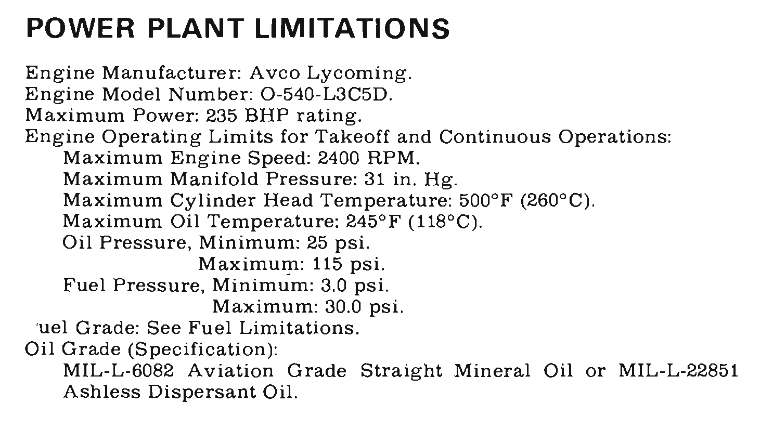 POWER PLANT LIMITATIONS
Engine Manufacturer: Avco Lycoming.
Engine Model Number: O-540-L3C5D.
Maximum Power: 235 BHP rating.
Engine Operating Limits for Takeoff and Continuous Operations:
Maximum Engine Speed: 2400 RPM.
Maximum Manifold Pressure: 31 in. Hg.
Maximum Cylinder Head Temperature: 500°F (260°C).
Maximum Oil Temperature: 245°F (118°C).
Oil Pressure, Minimum: 25 psi.
Maximum: 115 psi.
Fuel Pressure, Minimum: 3.0 psi.
Maximum: 30.0 psi.
uel Grade: See Fuel Limitations.
Oil Grade (Specification):
MIL-L-6082 Aviation Grade Straight Mineral Oil or MIL-L-22851
Ashless Dispersant Oil.